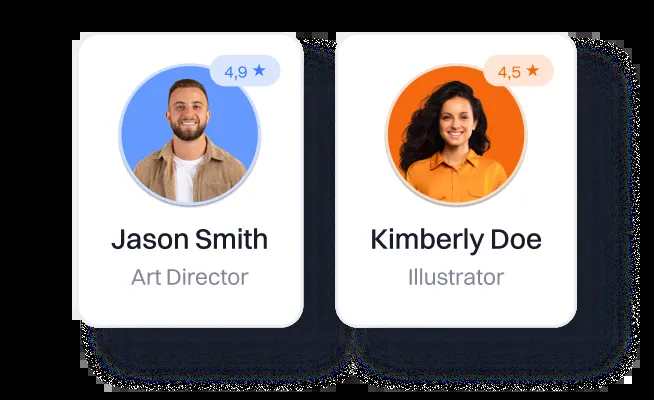 4,9 ★
Jason Smith
Art Director
4,5 ★
Kimberly Doe
Illustrator